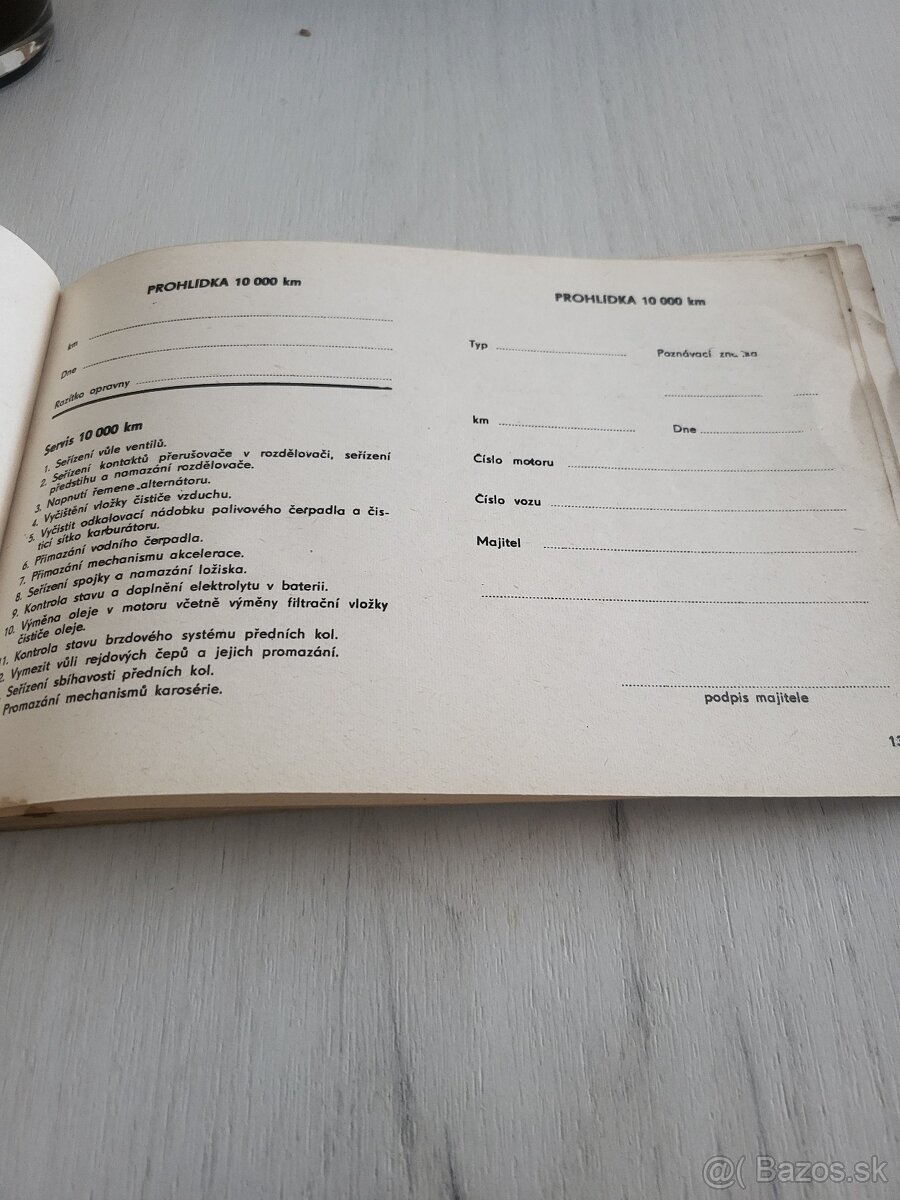 PROHLÍDKA 10 000 km
km
Dne
Razítko opravny
Servis 10 000 km
1. Seřízení vůle ventilů.
2. Seřízení kontaktů přerušovače v rozdělovači, seřízení
předstihu a namazání rozdělovače.
3. Napnutí řemene alternátoru.
4. Vyčištění vložky čističe vzduchu.
5. Vyčistit odkalovací nádobku palivového čerpadla a čis-
ticí sítko karburátoru.
6. Přimazání vodního čerpadla.
7. Přimazání mechanismu akcelerace.
8. Seřízení spojky a namazání ložiska.
9. Kontrola stavu a doplnění elektrolytu v baterii.
10. Výměna oleje v motoru včetně výměny filtrační vložky
čističe oleje.
11. Kontrola stavu brzdového systému předních kol.
2. Vymezit vůli rejdových čepů a jejich promazání.
Seřízení sbíhavosti předních kol.
Promazání mechanismů karosérie.
PROHLÍDKA 10 000 km
Typ
Poznávací
km
Dne
Číslo motoru
Číslo vozu
Majitel
podpis majitele
13
@( Bazos.sk